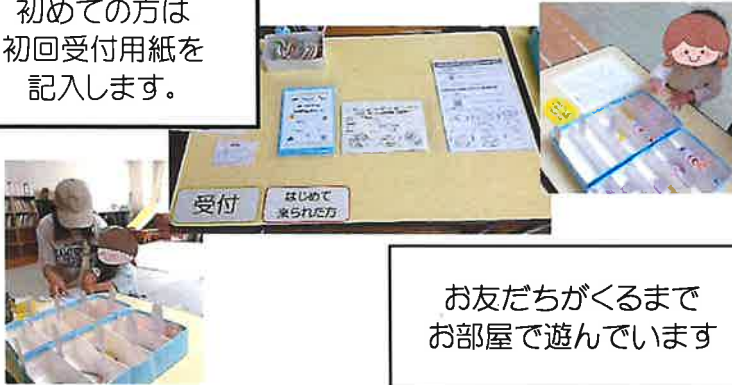 初めての方は
初回受付用紙を
記入します。
受付
はじめて
来られた方
お友だちがくるまで
お部屋で遊んでいます